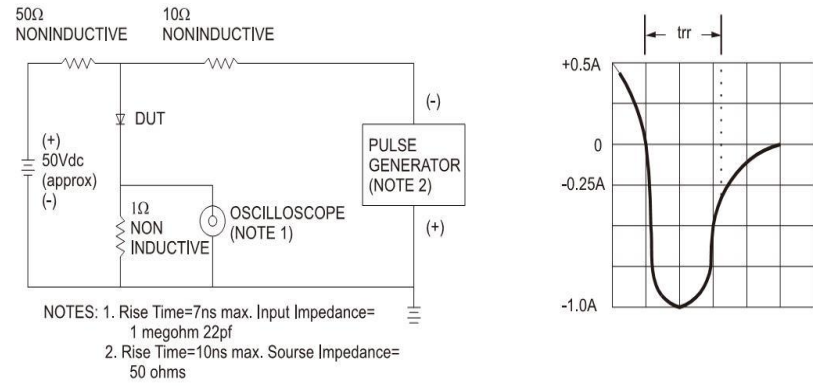 50Ω
NONINDUCTIVE
10Ω
NONINDUCTIVE
DUT
(+)
50Vdc
(approx)
(-)
1Ω
NON
INDUCTIVE
OSCILLOSCOPE
(NOTE 1)
(-)
PULSE
GENERATOR
(NOTE 2)
(+)
NOTES: 1. Rise Time=7ns max. Input Impedance=
1 megohm 22pf
2. Rise Time=10ns max. Sourse Impedance=
50 ohms
trr
+0.5A
0
-0.25A
-1.0A